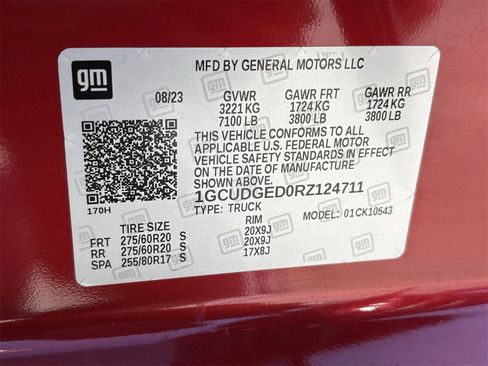 gm
MFD BY GENERAL MOTORS LLC
08/23 GVWR GAWR FRT GAWR RR
3221 KG 1724 KG 1724 KG
7100 LB 3800 LB 3800 LB
THIS VEHICLE CONFORMS TO ALL
APPLICABLE U.S. FEDERAL MOTOR
VEHICLE SAFETY STANDARDS IN EFFECT
ON THE DATE OF MANUFACTURE
SHOWN ABOVE.
1GCUDGED0RZ124711
170H TYPE: TRUCK MODEL: 01CK10543
TIRE SIZE RIM
FRT 275/60R20 S 20X9J
RR 275/60R20 S 20X9J
SPA 255/80R17 S 17X8J